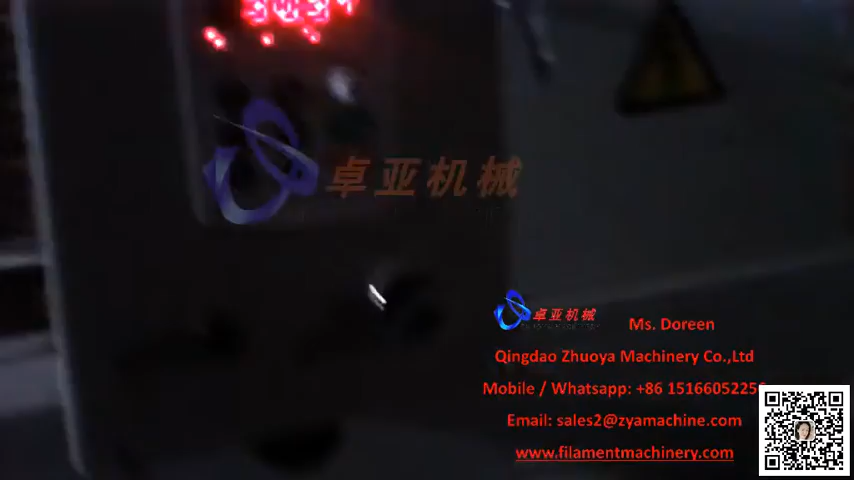 卓亚机械
卓亚机械
Ms. Doreen
Qingdao Zhuoya Machinery Co.,Ltd
Mobile / Whatsapp: +86
Email: sales2@zyamachine.com
www.filamentmachinery.com